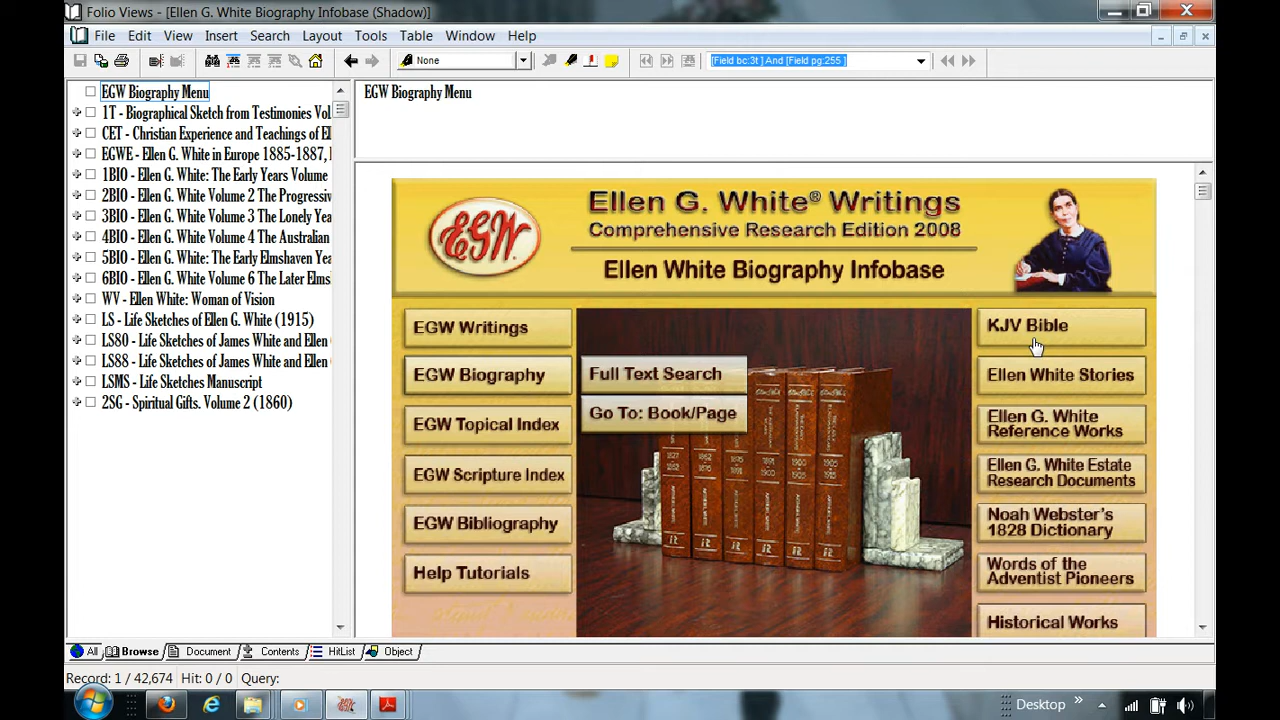 Folio Views - [Ellen G. White Biography Infobase (Shadow)]
File Edit View Insert Search Layout Tools Table Window Help
None
[Field bc:3t ] And [Field pg:255 ]
EGW Biography Menu
1T - Biographical Sketch from Testimonies Vol
CET - Christian Experience and Teachings of El
EGWE - Ellen G. White in Europe 1885-1887,
1BIO - Ellen G. White: The Early Years Volume
2BIO - Ellen G. White Volume 2 The Progressiv
3BIO - Ellen G. White Volume 3 The Lonely Yea
4BIO - Ellen G. White Volume 4 The Australian
5BIO - Ellen G. White: The Early Elmshaven Yea
6BIO - Ellen G. White Volume 6 The Later Elms
WV - Ellen White: Woman of Vision
LS - Life Sketches of Ellen G. White (1915)
LS80 - Life Sketches of James White and Ellen
LS88 - Life Sketches of James White and Ellen
LSMS - Life Sketches Manuscript
2SG - Spiritual Gifts. Volume 2 (1860)
EGW Biography Menu
EGW
Ellen G. White® Writings
Comprehensive Research Edition 2008
Ellen White Biography Infobase
EGW Writings
EGW Biography
EGW Topical Index
EGW Scripture Index
EGW Bibliography
Help Tutorials
Full Text Search
Go To: Book/Page
KJV Bible
Ellen White Stories
Ellen G. White
Reference Works
Ellen G. White Estate
Research Documents
Noah Webster's
1828 Dictionary
Words of the
Adventist Pioneers
Historical Works
All Browse Document Contents HitList Object
Record: 1 / 42,674 Hit: 0 / 0 Query:
Desktop